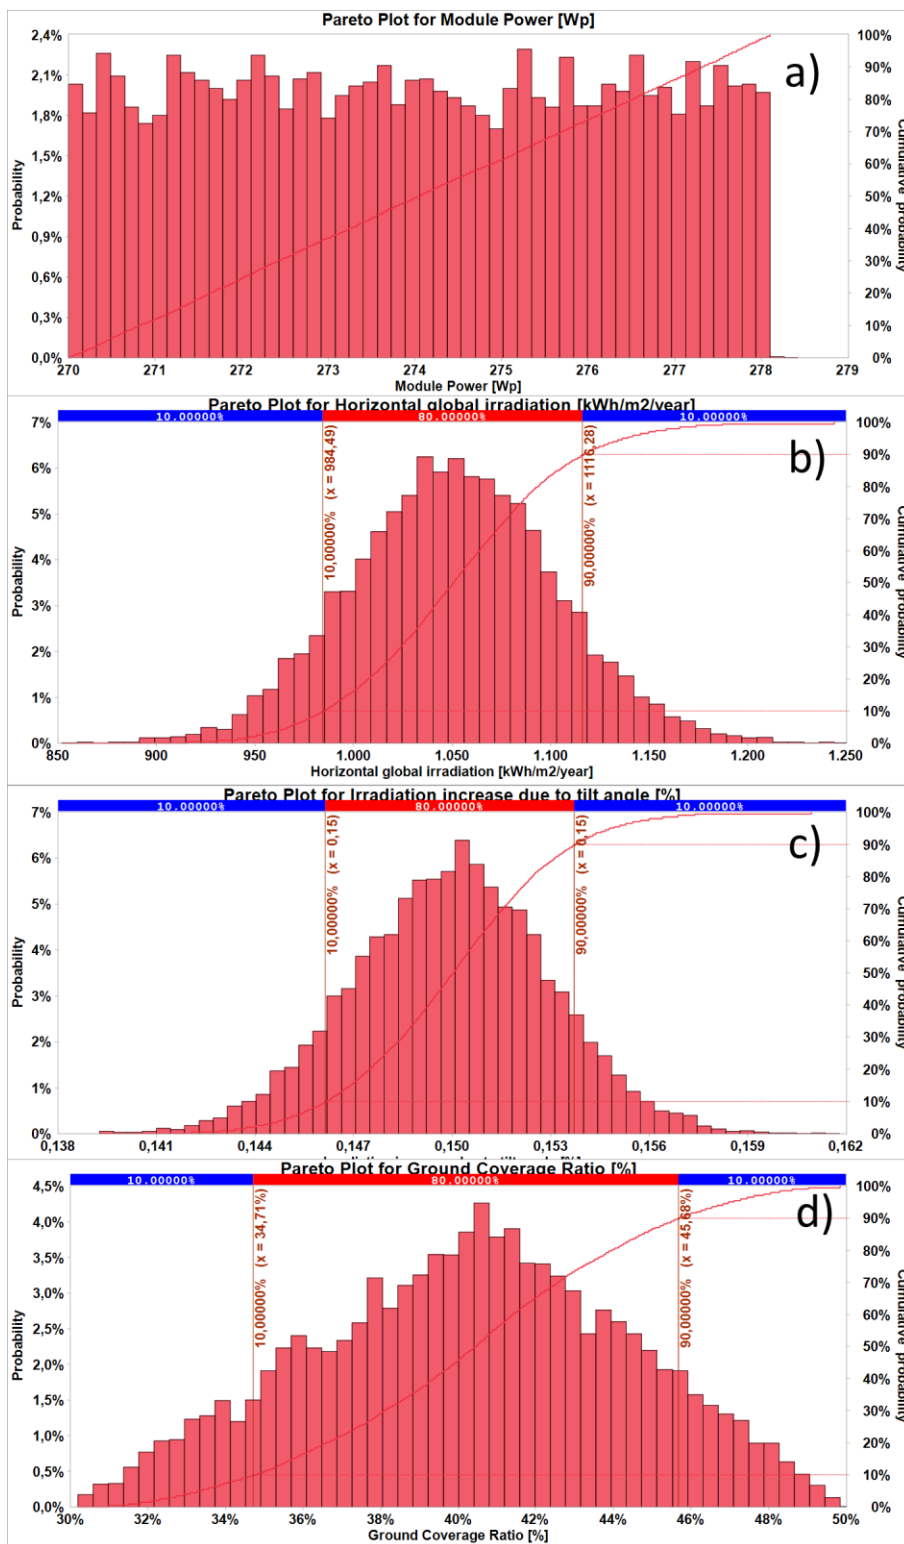 Pareto Plot for Module Power [Wp]
2,4%
2,1%
1,8%
1,5%
1,2%
0,9%
0,6%
0,3%
0,0%
Probability
100%
90%
80%
70%
60%
50%
40%
30%
20%
10%
0%
Cumulative probability
a)
270 271 272 273 274 275 276 277 278 279
Module Power [Wp]
Pareto Plot for Horizontal global irradiation [kWh/m2/year]
10.00000% 80.00000% 10.00000%
7%
6%
5%
4%
3%
2%
1%
0%
Probability
10,00000% (x = 984,49)
90,00000% (x = 1116,28)
100%
90%
80%
70%
60%
50%
40%
30%
20%
10%
0%
Cumulative probability
b)
850 900 950 1.000 1.050 1.100 1.150 1.200 1.250
Horizontal global irradiation [kWh/m2/year]
Pareto Plot for Irradiation increase due to tilt angle [%]
10.00000% 80.00000% 10.00000%
7%
6%
5%
4%
3%
2%
1%
0%
Probability
10,00000% (x = 0,15)
90,00000% (x = 0,15)
100%
90%
80%
70%
60%
50%
40%
30%
20%
10%
0%
Cumulative probability
c)
0,138 0,141 0,144 0,147 0,150 0,153 0,156 0,159 0,162
Pareto Plot for Ground Coverage Ratio [%]
10.00000% 80.00000% 10.00000%
4,5%
4,0%
3,5%
3,0%
2,5%
2,0%
1,5%
1,0%
0,5%
0,0%
Probability
10,00000% (x = 34,71%)
90,00000% (x = 45,68%)
100%
90%
80%
70%
60%
50%
40%
30%
20%
10%
0%
Cumulative probability
d)
30% 32% 34% 36% 38% 40% 42% 44% 46% 48% 50%
Ground Coverage Ratio [%]